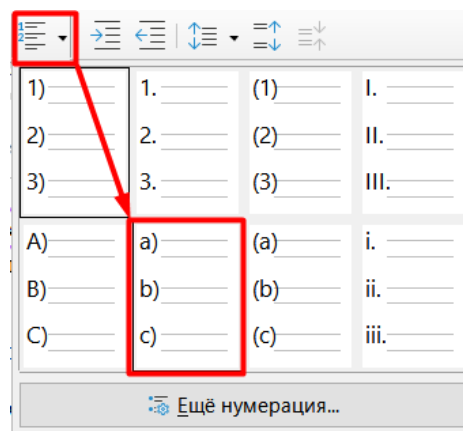 1) 1. (1) I.
2) 2. (2) II.
3) 3. (3) III.
A) a) (a) i.
B) b) (b) ii.
C) c) (c) iii.
Ещё нумерация...